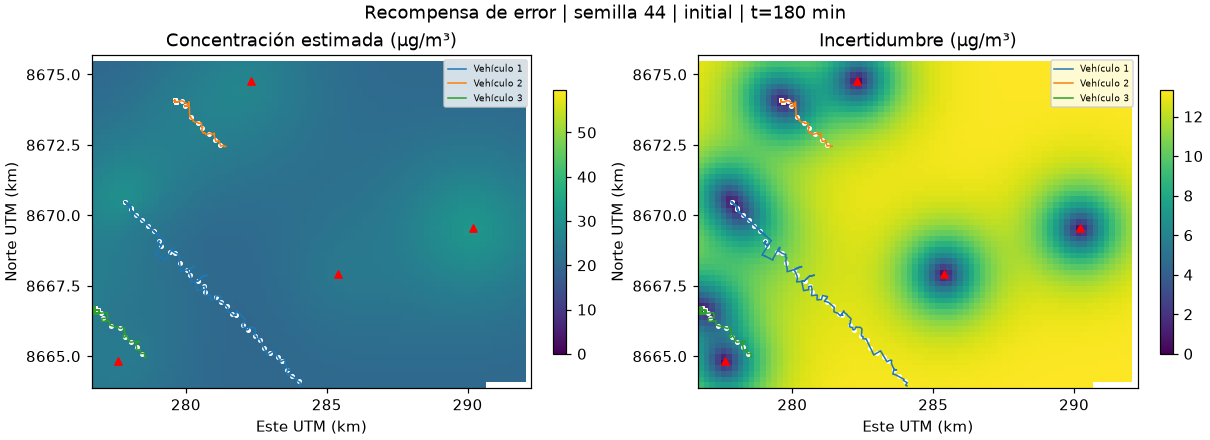 Recompensa de error | semilla 44 | initial | t=180 min
Concentración estimada (µg/m³)
Incertidumbre (µg/m³)
Vehículo 1
Vehículo 2
Vehículo 3
Vehículo 1
Vehículo 2
Vehículo 3
8675.0
8672.5
8670.0
8667.5
8665.0
Norte UTM (km)
280
285
290
Este UTM (km)
50
40
30
20
10
0
8675.0
8672.5
8670.0
8667.5
8665.0
Norte UTM (km)
280
285
290
Este UTM (km)
12
10
8
6
4
2
0